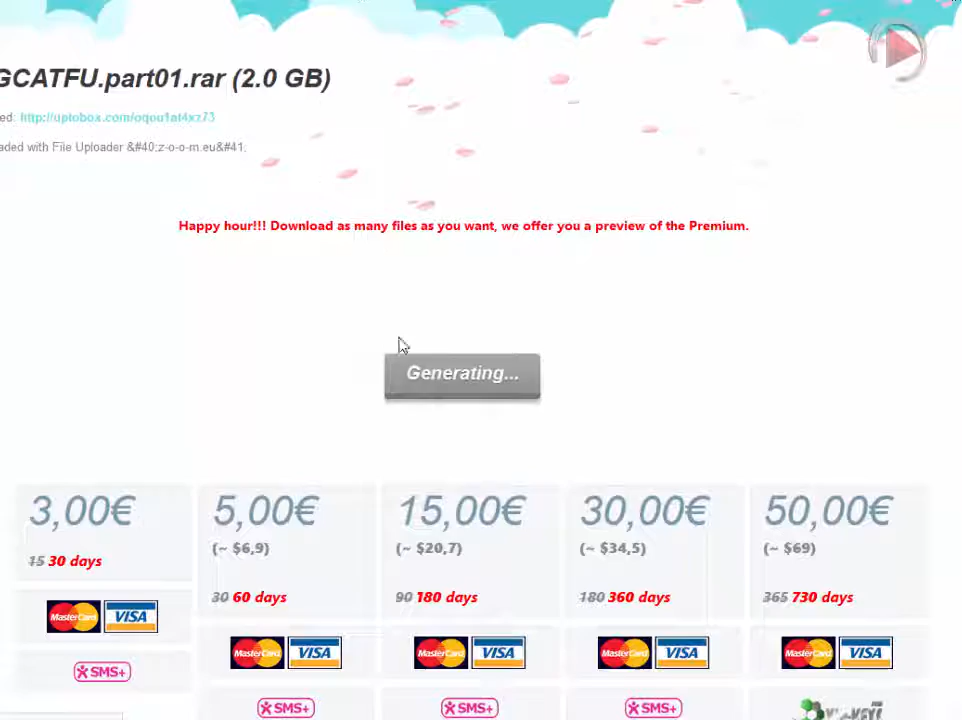 GCATFU.part01.rar (2.0 GB)
ed: http://uptobox.com/oqou1at4xz73
aded with File Uploader &#40;z-o-o-m.eu&#41;
Happy hour!!! Download as many files as you want, we offer you a preview of the Premium.
Generating...
3,00€ 5,00€ 15,00€ 30,00€ 50,00€
(~ $6,9) (~ $20,7) (~ $34,5) (~ $69)
15 30 days
30 60 days 90 180 days 180 360 days 365 730 days
MasterCard VISA
MasterCard VISA MasterCard VISA MasterCard VISA MasterCard VISA
SMS+
SMS+ SMS+ SMS+